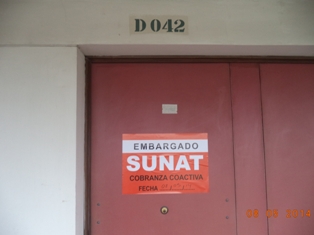 D 042
EMBARGADO
SUNAT
COBRANZA COACTIVA
FECHA